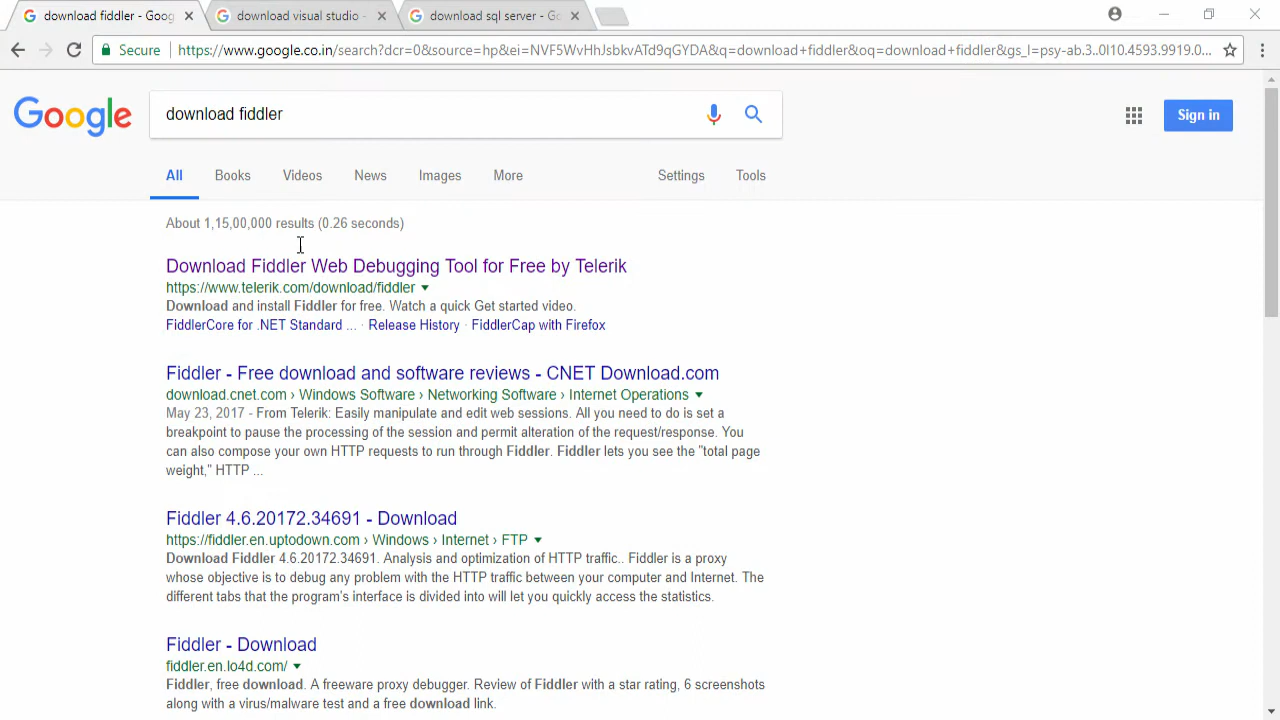 download fiddler - Goog
download visual studio -
download sql server - Go
Secure
https://www.google.co.in/search?dcr=0&source=hp&ei=NVF5WvHhJsbkvATd9qGYDA&q=download+fiddler&oq=download+fiddler&gs_l=psy-ab.3..0l10.4593.9919.0...
Google
download fiddler
Sign in
All Books Videos News Images More Settings Tools
About 1,15,00,000 results (0.26 seconds)
Download Fiddler Web Debugging Tool for Free by Telerik
https://www.telerik.com/download/fiddler
Download and install Fiddler for free. Watch a quick Get started video.
FiddlerCore for .NET Standard ... · Release History · FiddlerCap with Firefox
Fiddler - Free download and software reviews - CNET Download.com
download.cnet.com › Windows Software › Networking Software › Internet Operations
May 23, 2017 - From Telerik: Easily manipulate and edit web sessions. All you need to do is set a
breakpoint to pause the processing of the session and permit alteration of the request/response. You
can also compose your own HTTP requests to run through Fiddler. Fiddler lets you see the "total page
weight," HTTP ...
Fiddler 4.6.20172.34691 - Download
https://fiddler.en.uptodown.com › Windows › Internet › FTP
Download Fiddler 4.6.20172.34691. Analysis and optimization of HTTP traffic.. Fiddler is a proxy
whose objective is to debug any problem with the HTTP traffic between your computer and Internet. The
different tabs that the program's interface is divided into will let you quickly access the statistics.
Fiddler - Download
fiddler.en.lo4d.com/
Fiddler, free download. A freeware proxy debugger. Review of Fiddler with a star rating, 6 screenshots
along with a virus/malware test and a free download link.